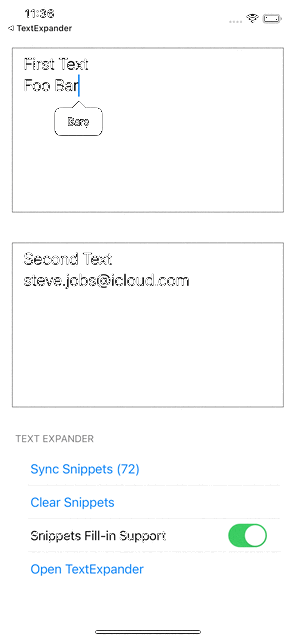 11:36
TextExpander
First Text
Foo Bar
Barq
Second Text
steve.jobs@icloud.com
TEXT EXPANDER
Sync Snippets (72)
Clear Snippets
Snippets Fill-in Support
Open TextExpander